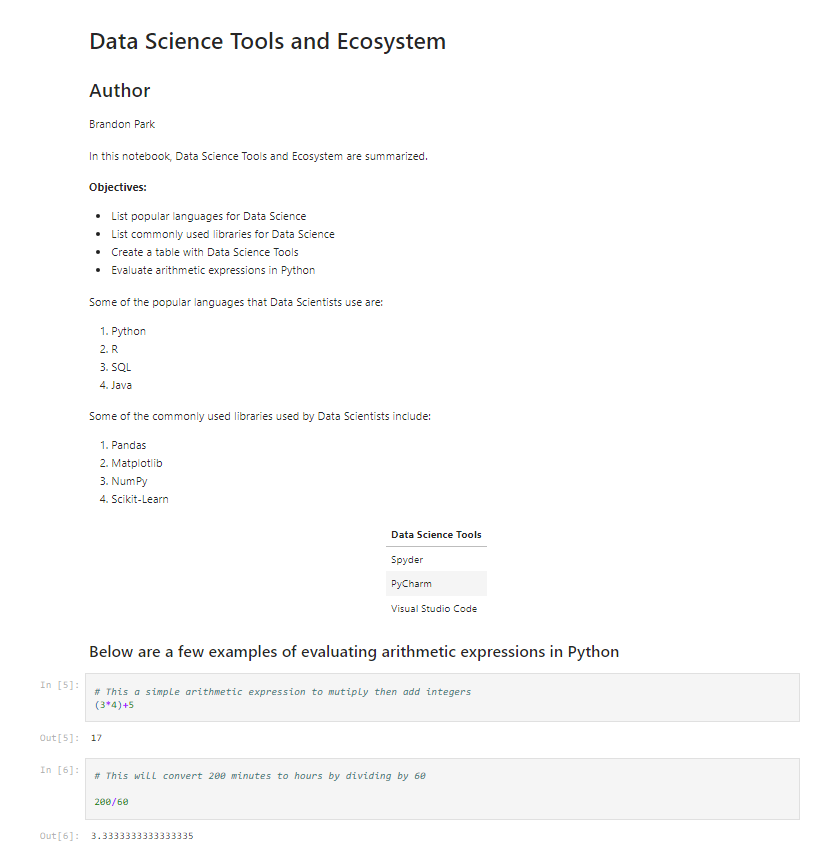 Data Science Tools and Ecosystem
Author
Brandon Park
In this notebook, Data Science Tools and Ecosystem are summarized.
Objectives:
• List popular languages for Data Science
• List commonly used libraries for Data Science
• Create a table with Data Science Tools
• Evaluate arithmetic expressions in Python
Some of the popular languages that Data Scientists use are:
1. Python
2. R
3. SQL
4. Java
Some of the commonly used libraries used by Data Scientists include:
1. Pandas
2. Matplotlib
3. NumPy
4. Scikit-Learn
Data Science Tools
Spyder
PyCharm
Visual Studio Code
Below are a few examples of evaluating arithmetic expressions in Python
In [5]: # This a simple arithmetic expression to mutiply then add integers
(3*4)+5
Out[5]: 17
In [6]: # This will convert 200 minutes to hours by dividing by 60
200/60
Out[6]: 3.3333333333333335